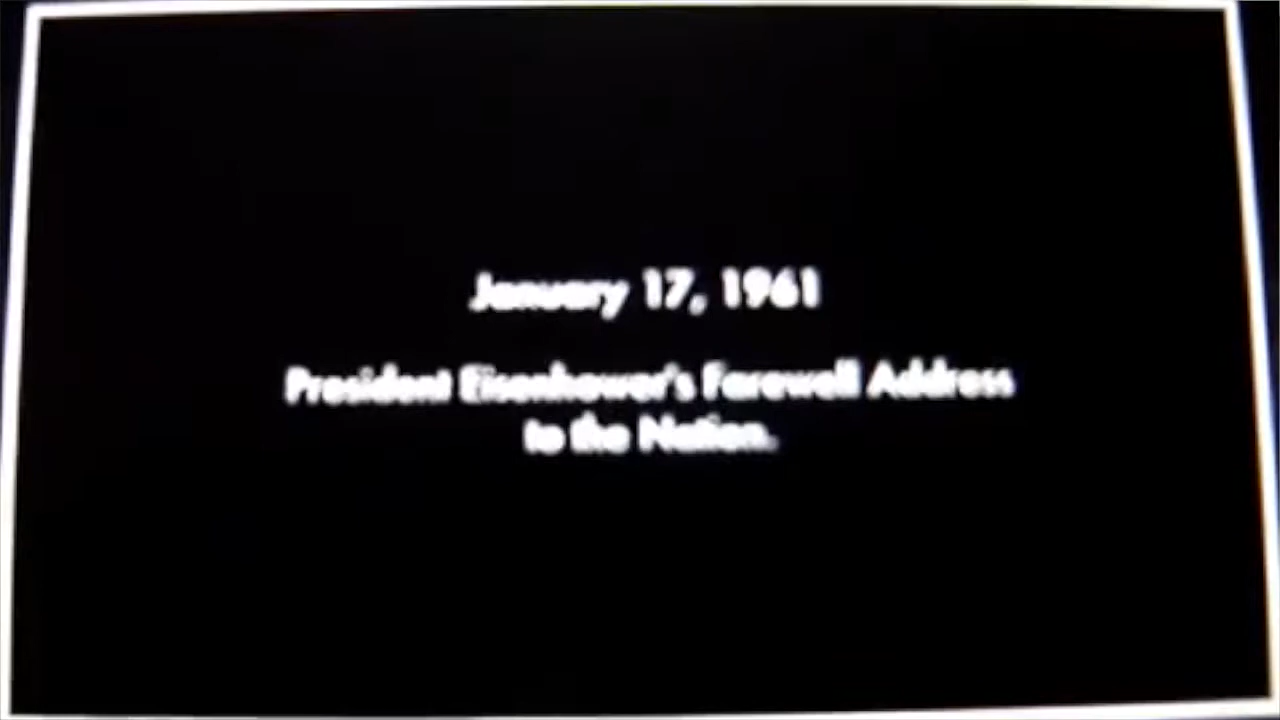 January 17, 1961
President Eisenhower's Farewell Address
to the Nation.